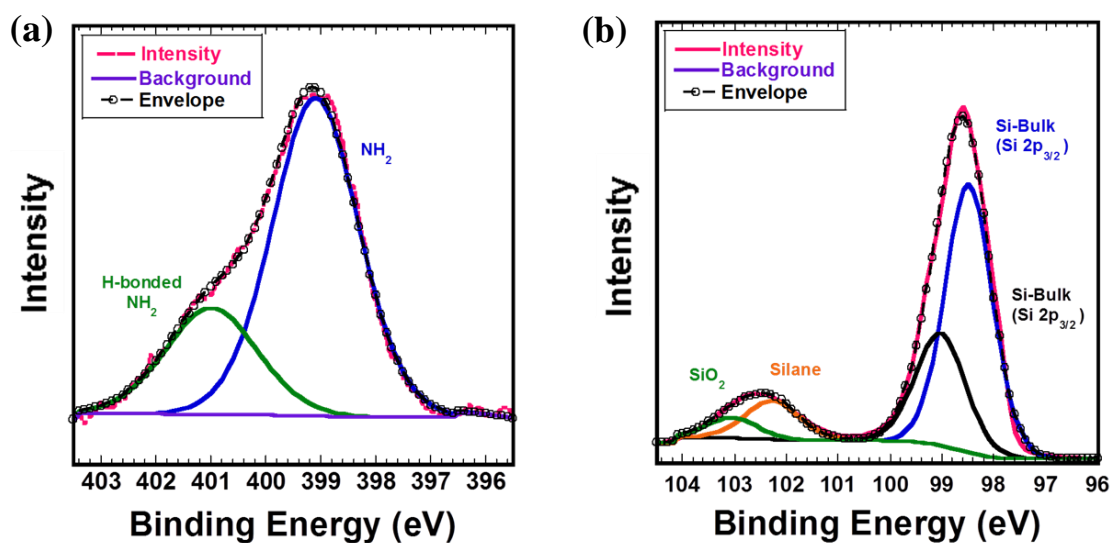 (a)
Intensity
Background
Envelope
NH2
H-bonded
NH2
Intensity
403 402 401 400 399 398 397 396
Binding Energy (eV)
(b)
Intensity
Background
Envelope
Si-Bulk
(Si 2p3/2)
Si-Bulk
(Si 2p3/2)
SiO2
Silane
Intensity
104 103 102 101 100 99 98 97 96
Binding Energy (eV)